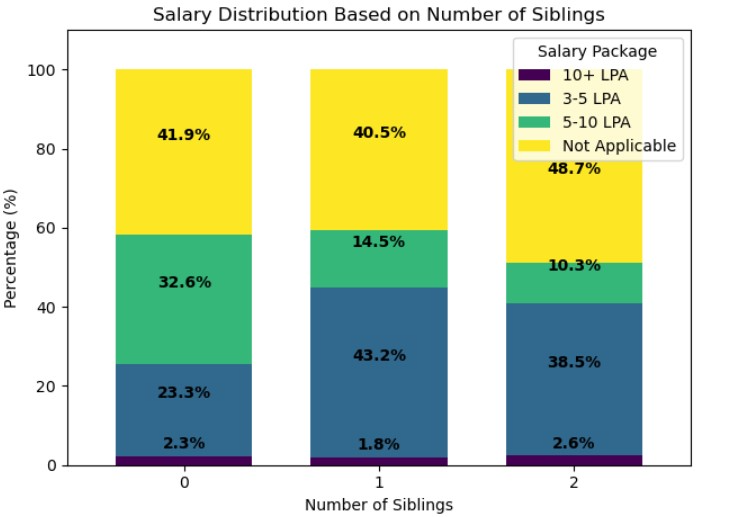 Salary Distribution Based on Number of Siblings
Salary Package
10+ LPA
3-5 LPA
5-10 LPA
Not Applicable
Percentage (%)
100
80
60
40
20
0
41.9%
32.6%
23.3%
2.3%
40.5%
14.5%
43.2%
1.8%
48.7%
10.3%
38.5%
2.6%
0 1 2
Number of Siblings